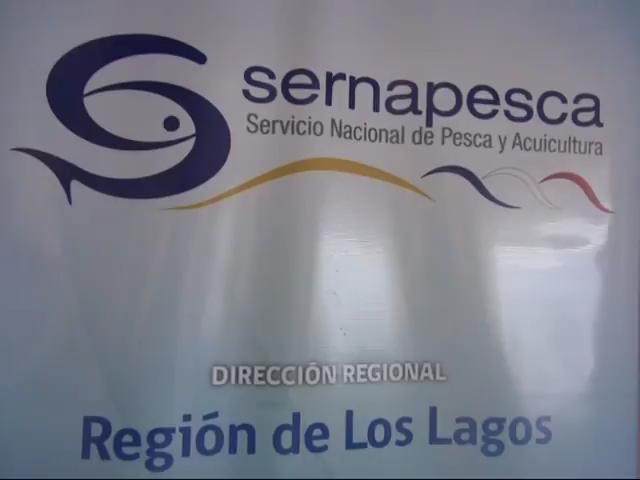 sernapesca
Servicio Nacional de Pesca y Acuicultura
DIRECCIÓN REGIONAL
Región de Los Lagos